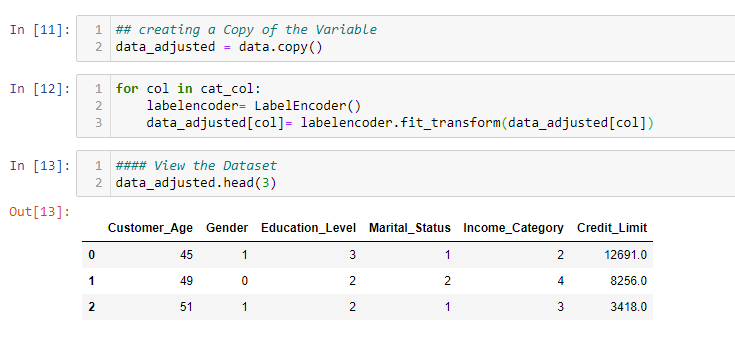 In [11]: 1 ## creating a Copy of the Variable
2 data_adjusted = data.copy()
In [12]: 1 for col in cat_col:
2 labelencoder= LabelEncoder()
3 data_adjusted[col]= labelencoder.fit_transform(data_adjusted[col])
In [13]: 1 #### View the Dataset
2 data_adjusted.head(3)
Out[13]:
Customer_Age Gender Education_Level Marital_Status Income_Category Credit_Limit
0 45 1 3 1 2 12691.0
1 49 0 2 2 4 8256.0
2 51 1 2 1 3 3418.0